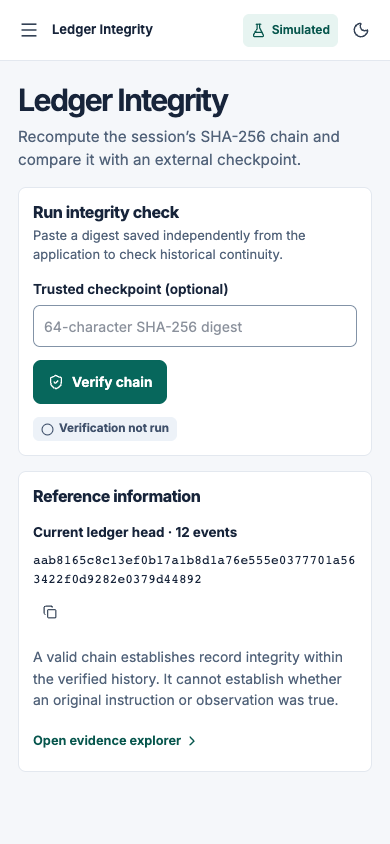 Ledger Integrity
Simulated
Ledger Integrity
Recompute the session’s SHA-256 chain and
compare it with an external checkpoint.
Run integrity check
Paste a digest saved independently from the
application to check historical continuity.
Trusted checkpoint (optional)
64-character SHA-256 digest
Verify chain
Verification not run
Reference information
Current ledger head · 12 events
aab8165c8c13ef0b17a1b8d1a76e555e0377701a56
3422f0d9282e0379d44892
A valid chain establishes record integrity within
the verified history. It cannot establish whether
an original instruction or observation was true.
Open evidence explorer